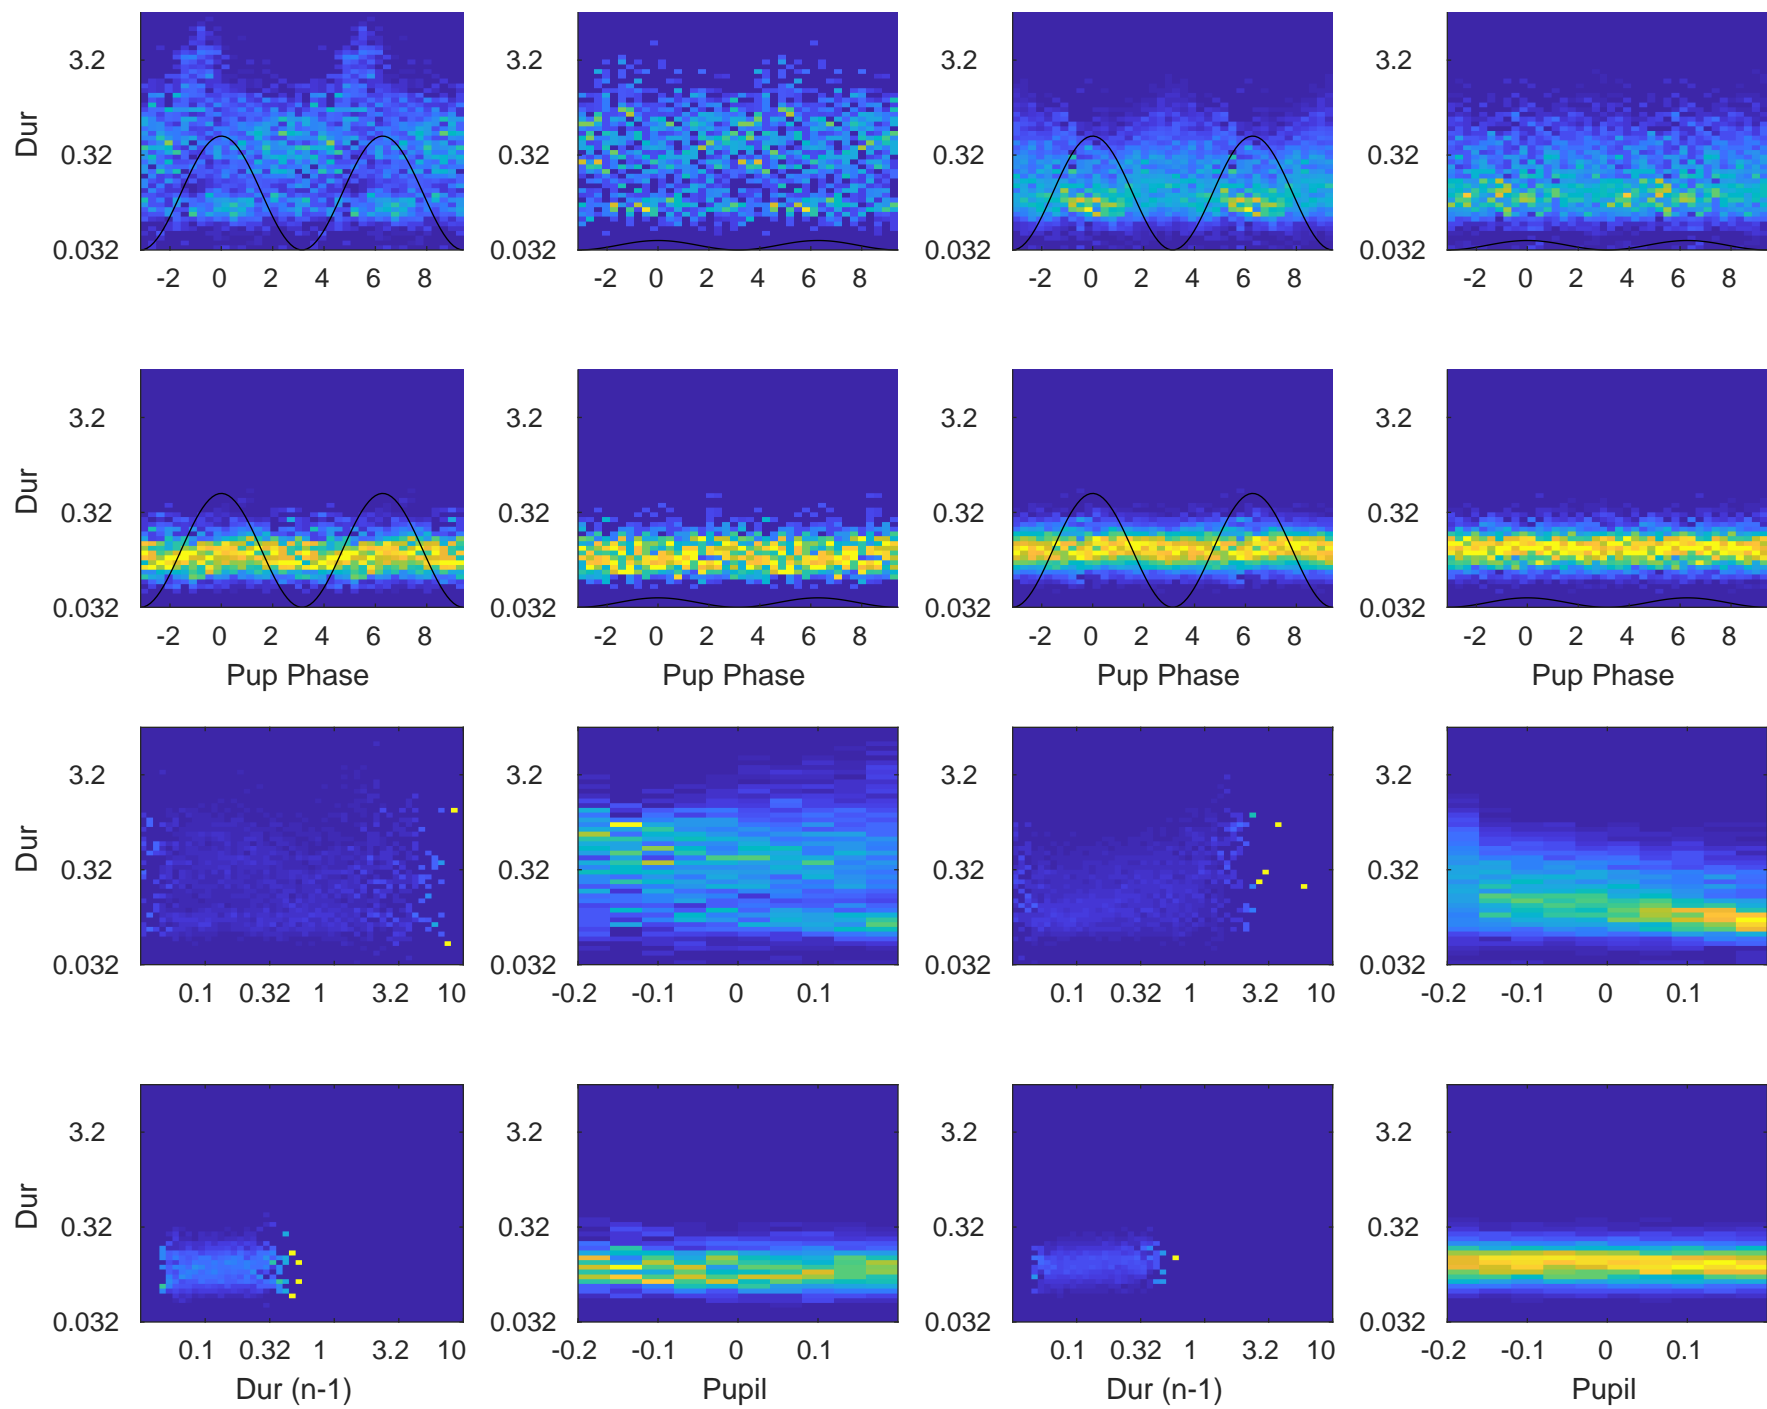 3.2 3.2 3.2 3.2
Dur
0.32 0.32 0.32 0.32
0.032 0.032 0.032 0.032
-2 0 2 4 6 8 -2 0 2 4 6 8 -2 0 2 4 6 8 -2 0 2 4 6 8
3.2 3.2 3.2 3.2
Dur
0.32 0.32 0.32 0.32
0.032 0.032 0.032 0.032
-2 0 2 4 6 8 -2 0 2 4 6 8 -2 0 2 4 6 8 -2 0 2 4 6 8
Pup Phase Pup Phase Pup Phase Pup Phase
3.2 3.2 3.2 3.2
Dur
0.32 0.32 0.32 0.32
0.032 0.032 0.032 0.032
0.1 0.32 1 3.2 10 -0.2 -0.1 0 0.1 0.1 0.32 1 3.2 10 -0.2 -0.1 0 0.1
3.2 3.2 3.2 3.2
Dur
0.32 0.32 0.32 0.32
0.032 0.032 0.032 0.032
0.1 0.32 1 3.2 10 -0.2 -0.1 0 0.1 0.1 0.32 1 3.2 10 -0.2 -0.1 0 0.1
Dur (n-1) Pupil Dur (n-1) Pupil